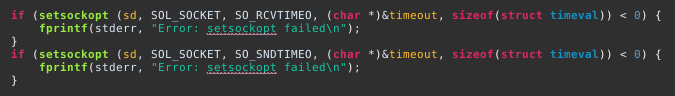 if (setsockopt (sd, SOL_SOCKET, SO_RCVTIMEO, (char *)&timeout, sizeof(struct timeval)) < 0) {
    fprintf(stderr, "Error: setsockopt failed\n");
}
if (setsockopt (sd, SOL_SOCKET, SO_SNDTIMEO, (char *)&timeout, sizeof(struct timeval)) < 0) {
    fprintf(stderr, "Error: setsockopt failed\n");
}